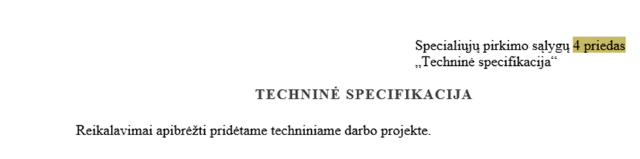 Specialiųjų pirkimo sąlygų 4 priedas
„Techninė specifikacija“
TECHNINĖ SPECIFIKACIJA
Reikalavimai apibrėžti pridėtame techniniame darbo projekte.